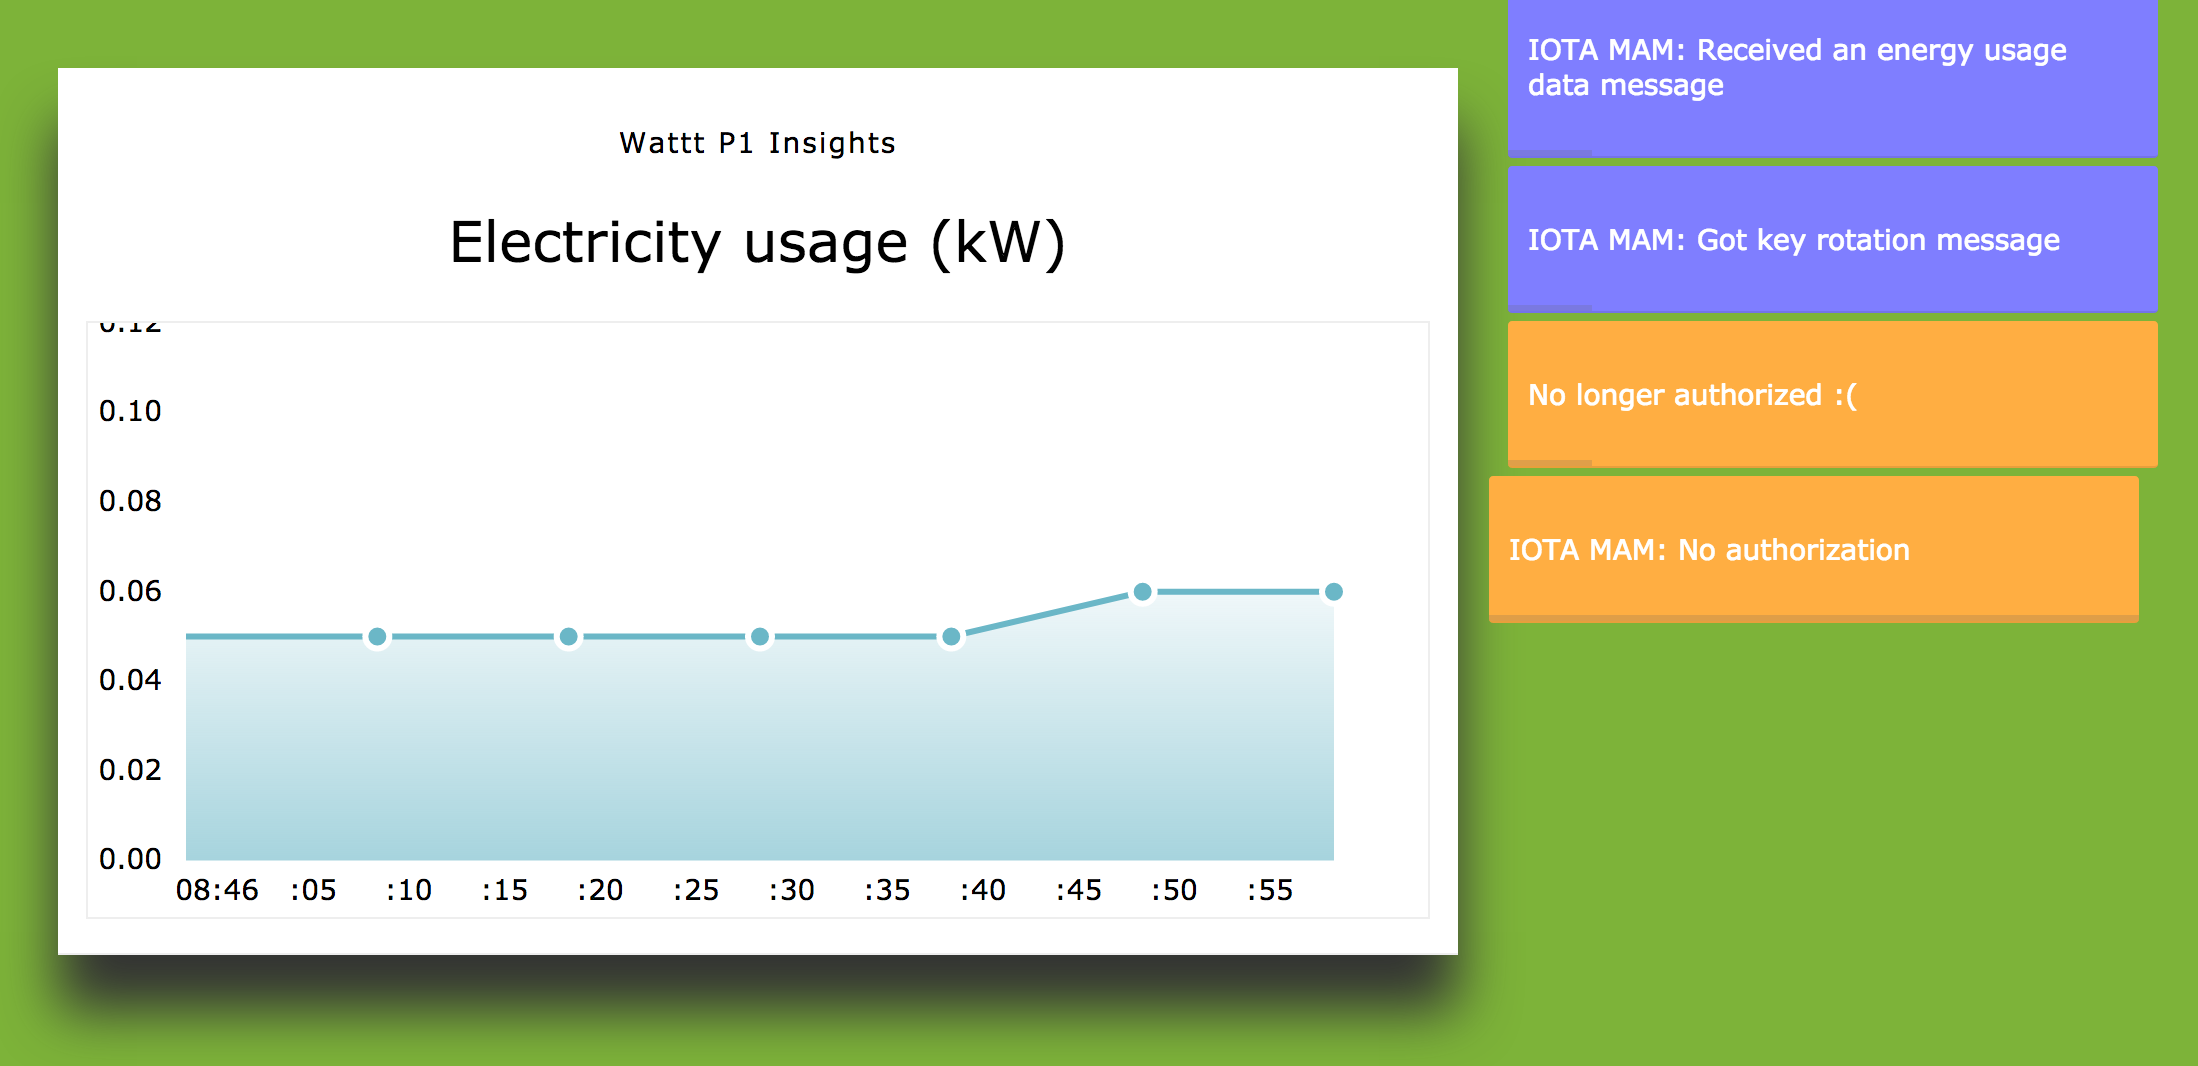 Wattt P1 Insights
Electricity usage (kW)
0.12
0.10
0.08
0.06
0.04
0.02
0.00
08:46 :05 :10 :15 :20 :25 :30 :35 :40 :45 :50 :55
IOTA MAM: Received an energy usage
data message
IOTA MAM: Got key rotation message
No longer authorized :(
IOTA MAM: No authorization